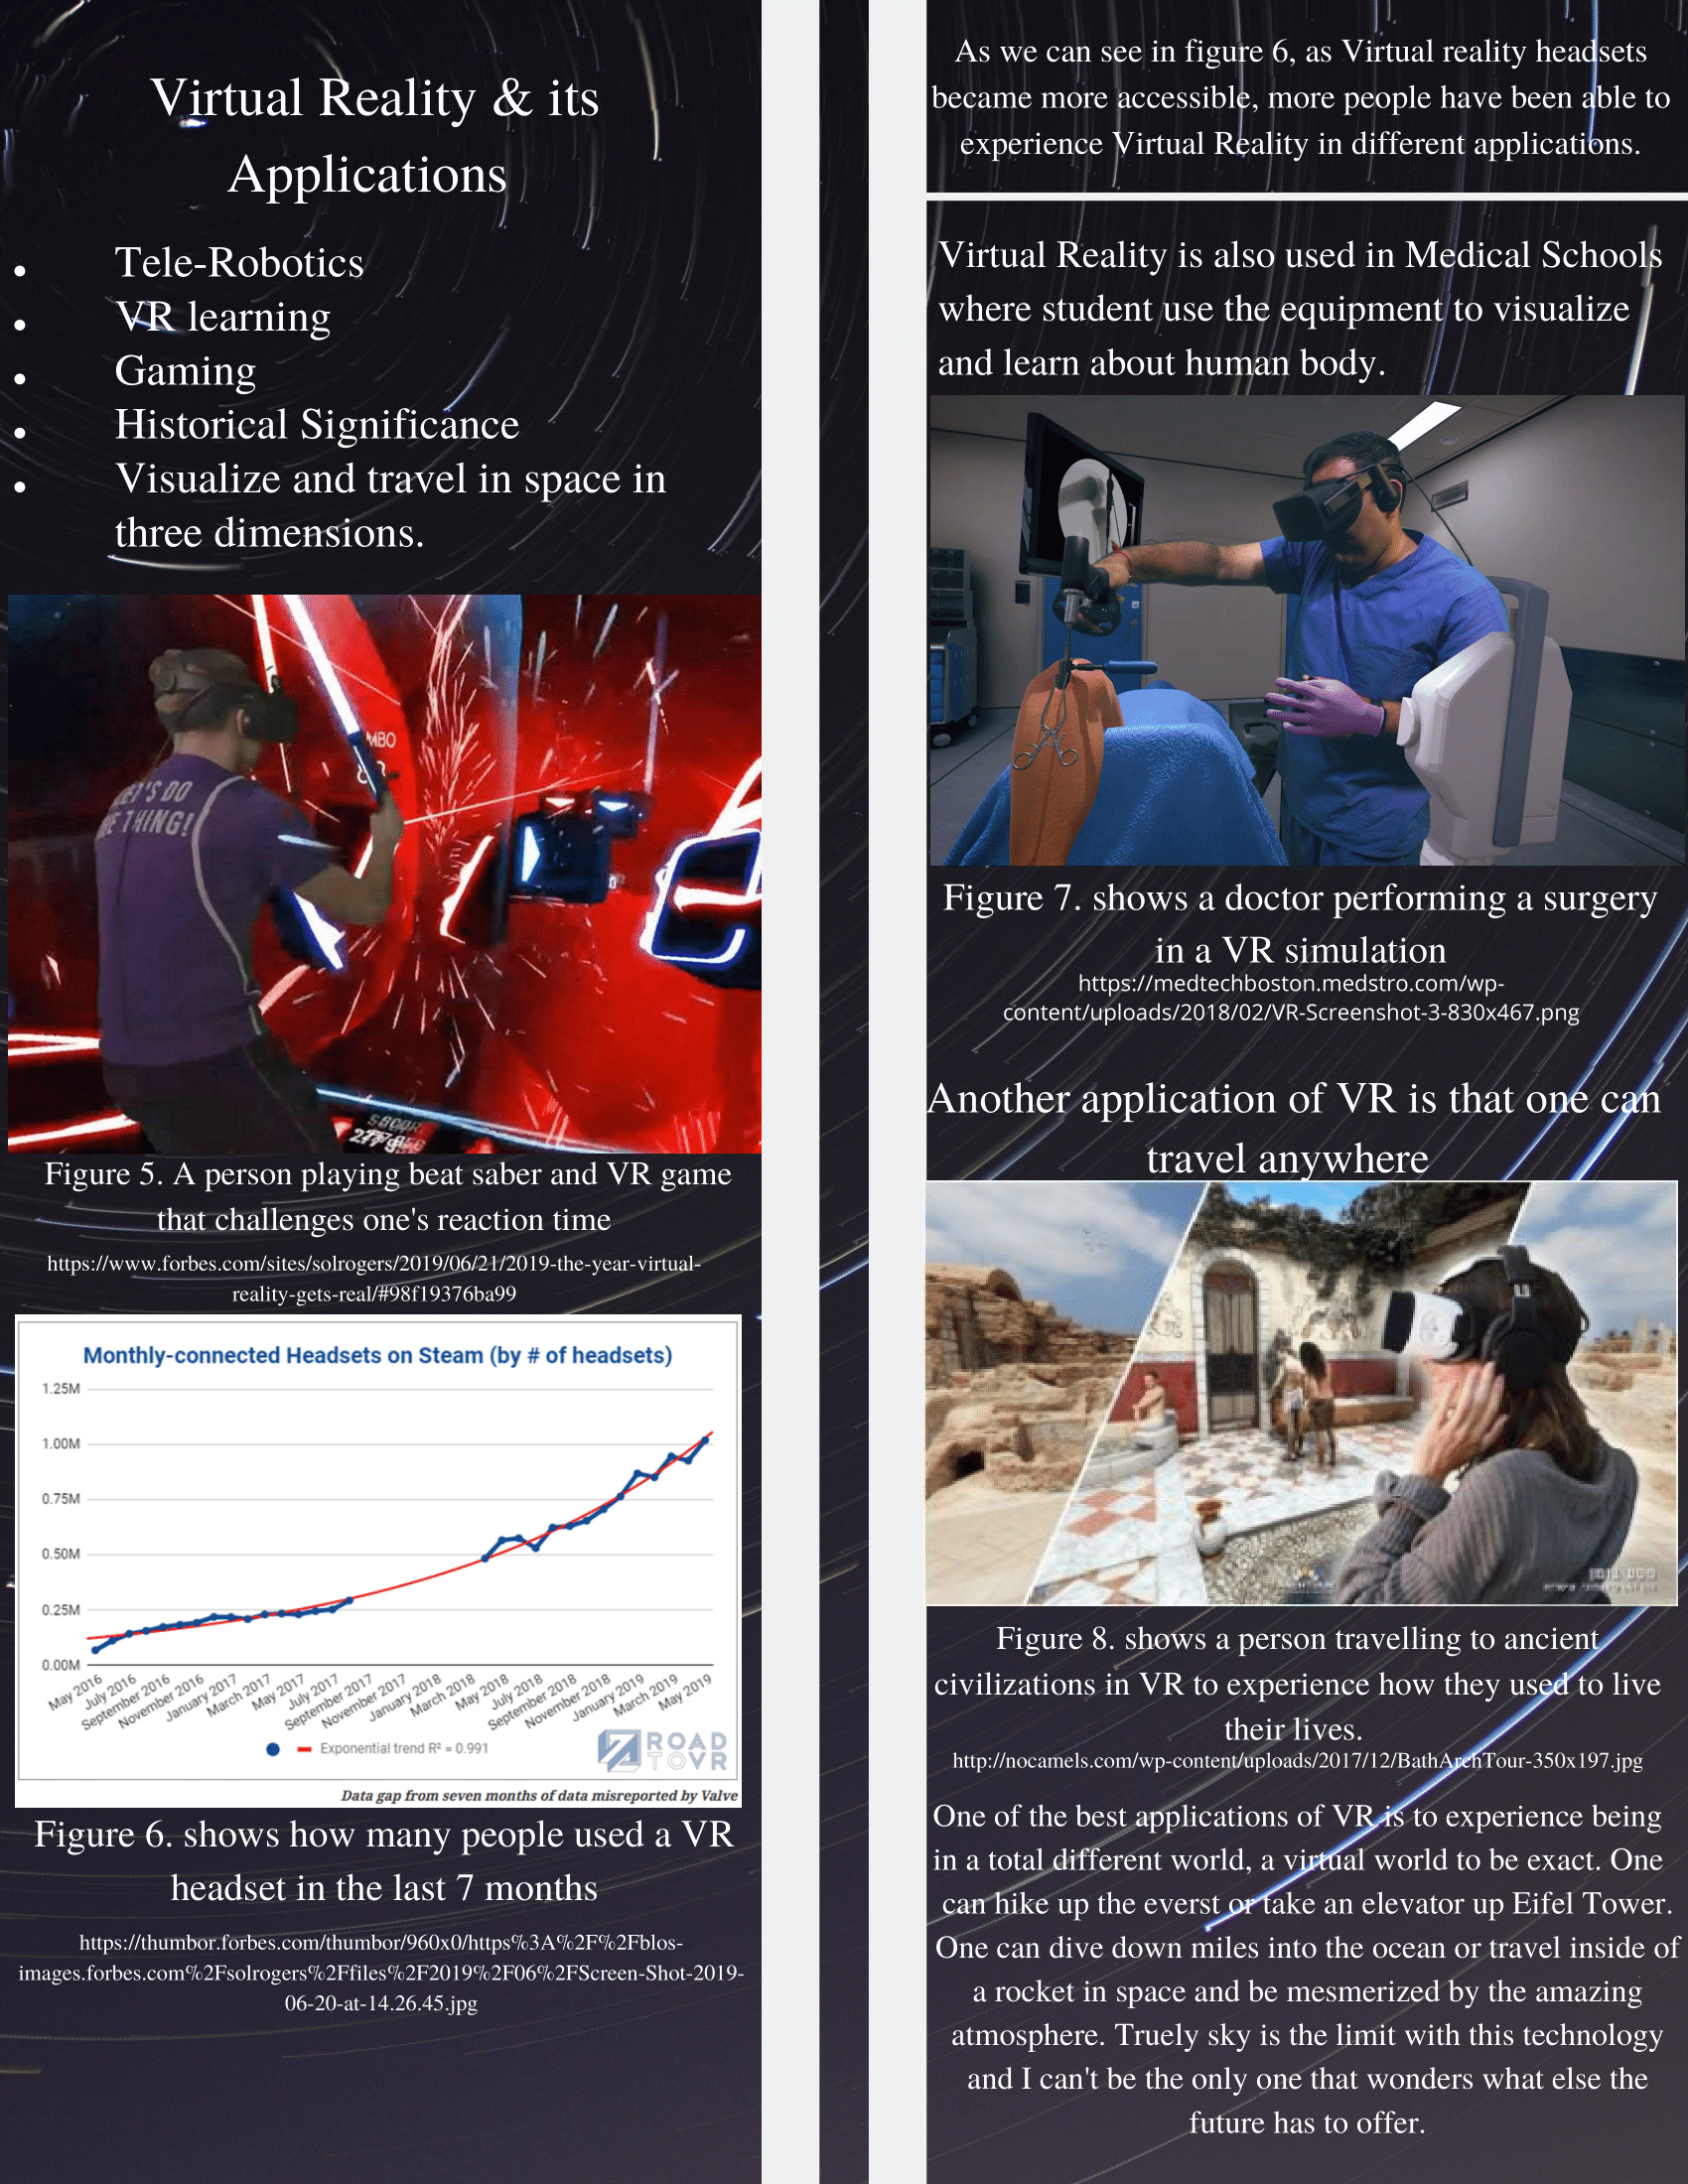 Virtual Reality & its
Applications
• Tele-Robotics
• VR learning
• Gaming
• Historical Significance
• Visualize and travel in space in
three dimensions.
MBO
LET'S DO
THE THING!
Figure 5. A person playing beat saber and VR game
that challenges one's reaction time
https://www.forbes.com/sites/solrogers/2019/06/21/2019-the-year-virtual-
reality-gets-real/#98f19376ba99
Monthly-connected Headsets on Steam (by # of headsets)
1.25M
1.00M
0.75M
0.50M
0.25M
0.00M
May 2016
July 2016
September 2016
November 2016
January 2017
March 2017
May 2017
July 2017
September 2017
November 2017
January 2018
March 2018
May 2018
July 2018
September 2018
November 2018
January 2019
March 2019
May 2019
Exponential trend R² = 0.991
ROAD
TOVR
Data gap from seven months of data misreported by Valve
Figure 6. shows how many people used a VR
headset in the last 7 months
https://thumbor.forbes.com/thumbor/960x0/https%3A%2F%2Fblos-
images.forbes.com%2Fsolrogers%2Ffiles%2F2019%2F06%2FScreen-Shot-2019-
06-20-at-14.26.45.jpg
As we can see in figure 6, as Virtual reality headsets
became more accessible, more people have been able to
experience Virtual Reality in different applications.
Virtual Reality is also used in Medical Schools
where student use the equipment to visualize
and learn about human body.
Figure 7. shows a doctor performing a surgery
in a VR simulation
https://medtechboston.medstro.com/wp-
content/uploads/2018/02/VR-Screenshot-3-830x467.png
Another application of VR is that one can
travel anywhere
Figure 8. shows a person travelling to ancient
civilizations in VR to experience how they used to live
their lives.
http://nocamels.com/wp-content/uploads/2017/12/BathArchTour-350x197.jpg
One of the best applications of VR is to experience being
in a total different world, a virtual world to be exact. One
can hike up the everst or take an elevator up Eifel Tower.
One can dive down miles into the ocean or travel inside of
a rocket in space and be mesmerized by the amazing
atmosphere. Truely sky is the limit with this technology
and I can't be the only one that wonders what else the
future has to offer.